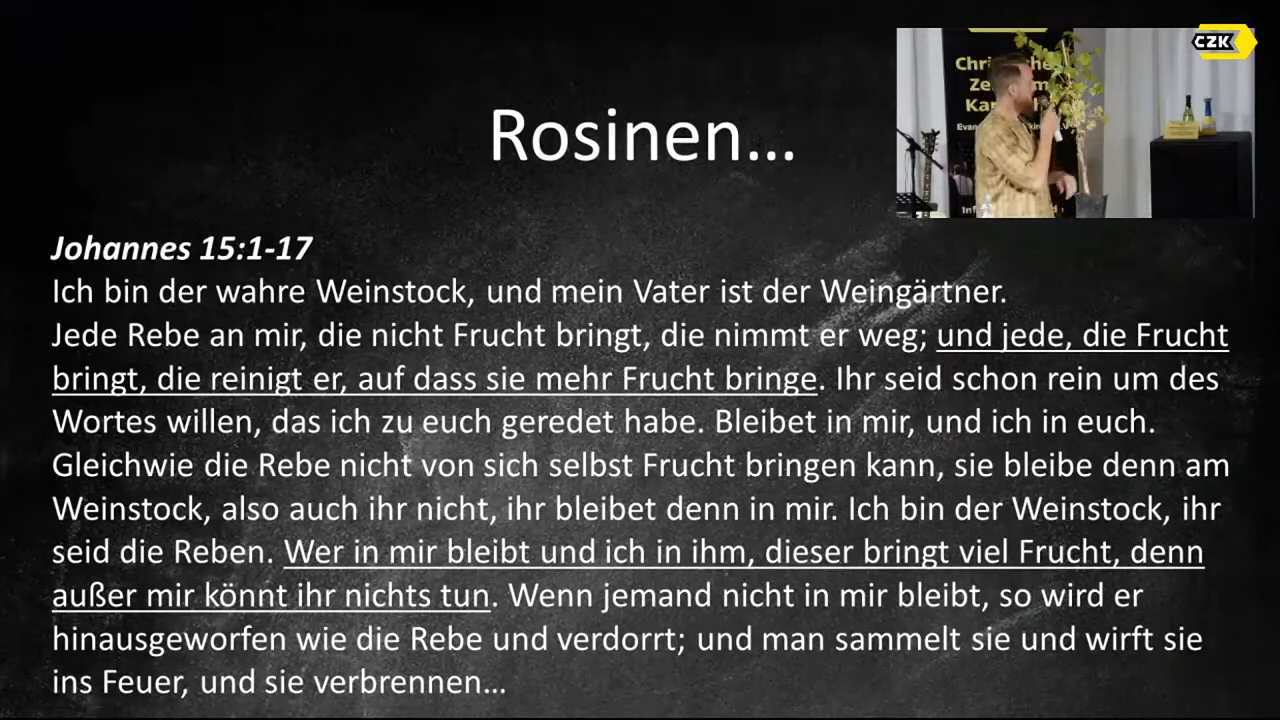 CZK
Rosinen...
Johannes 15:1-17
Ich bin der wahre Weinstock, und mein Vater ist der Weingärtner.
Jede Rebe an mir, die nicht Frucht bringt, die nimmt er weg; und jede, die Frucht
bringt, die reinigt er, auf dass sie mehr Frucht bringe. Ihr seid schon rein um des
Wortes willen, das ich zu euch geredet habe. Bleibet in mir, und ich in euch.
Gleichwie die Rebe nicht von sich selbst Frucht bringen kann, sie bleibe denn am
Weinstock, also auch ihr nicht, ihr bleibet denn in mir. Ich bin der Weinstock, ihr
seid die Reben. Wer in mir bleibt und ich in ihm, dieser bringt viel Frucht, denn
außer mir könnt ihr nichts tun. Wenn jemand nicht in mir bleibt, so wird er
hinausgeworfen wie die Rebe und verdorrt; und man sammelt sie und wirft sie
ins Feuer, und sie verbrennen...